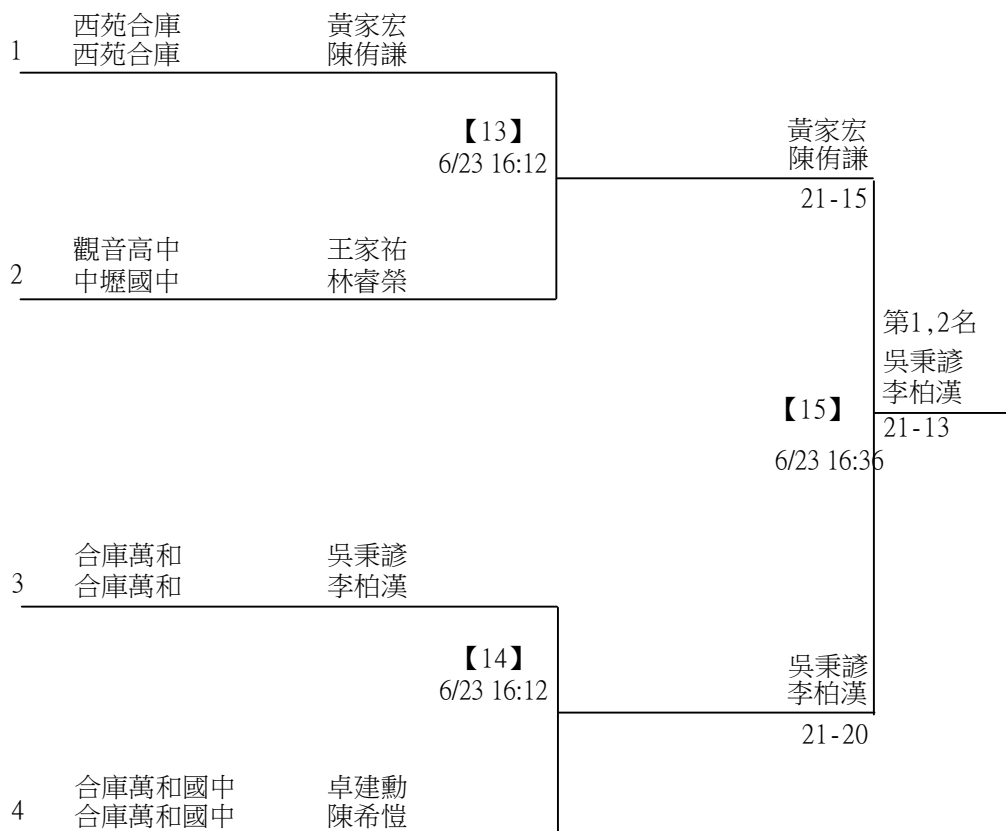 西苑合庫 黃家宏
1 西苑合庫 陳侑謙
【13】 黃家宏
6/23 16:12 陳侑謙
21-15
觀音高中 王家祐
2 中壢國中 林睿榮
第1,2名
吳秉諺
李柏漢
【15】
21-13
6/23 16:36
合庫萬和 吳秉諺
3 合庫萬和 李柏漢
【14】 吳秉諺
6/23 16:12 李柏漢
21-20
合庫萬和國中 卓建勳
4 合庫萬和國中 陳希愷